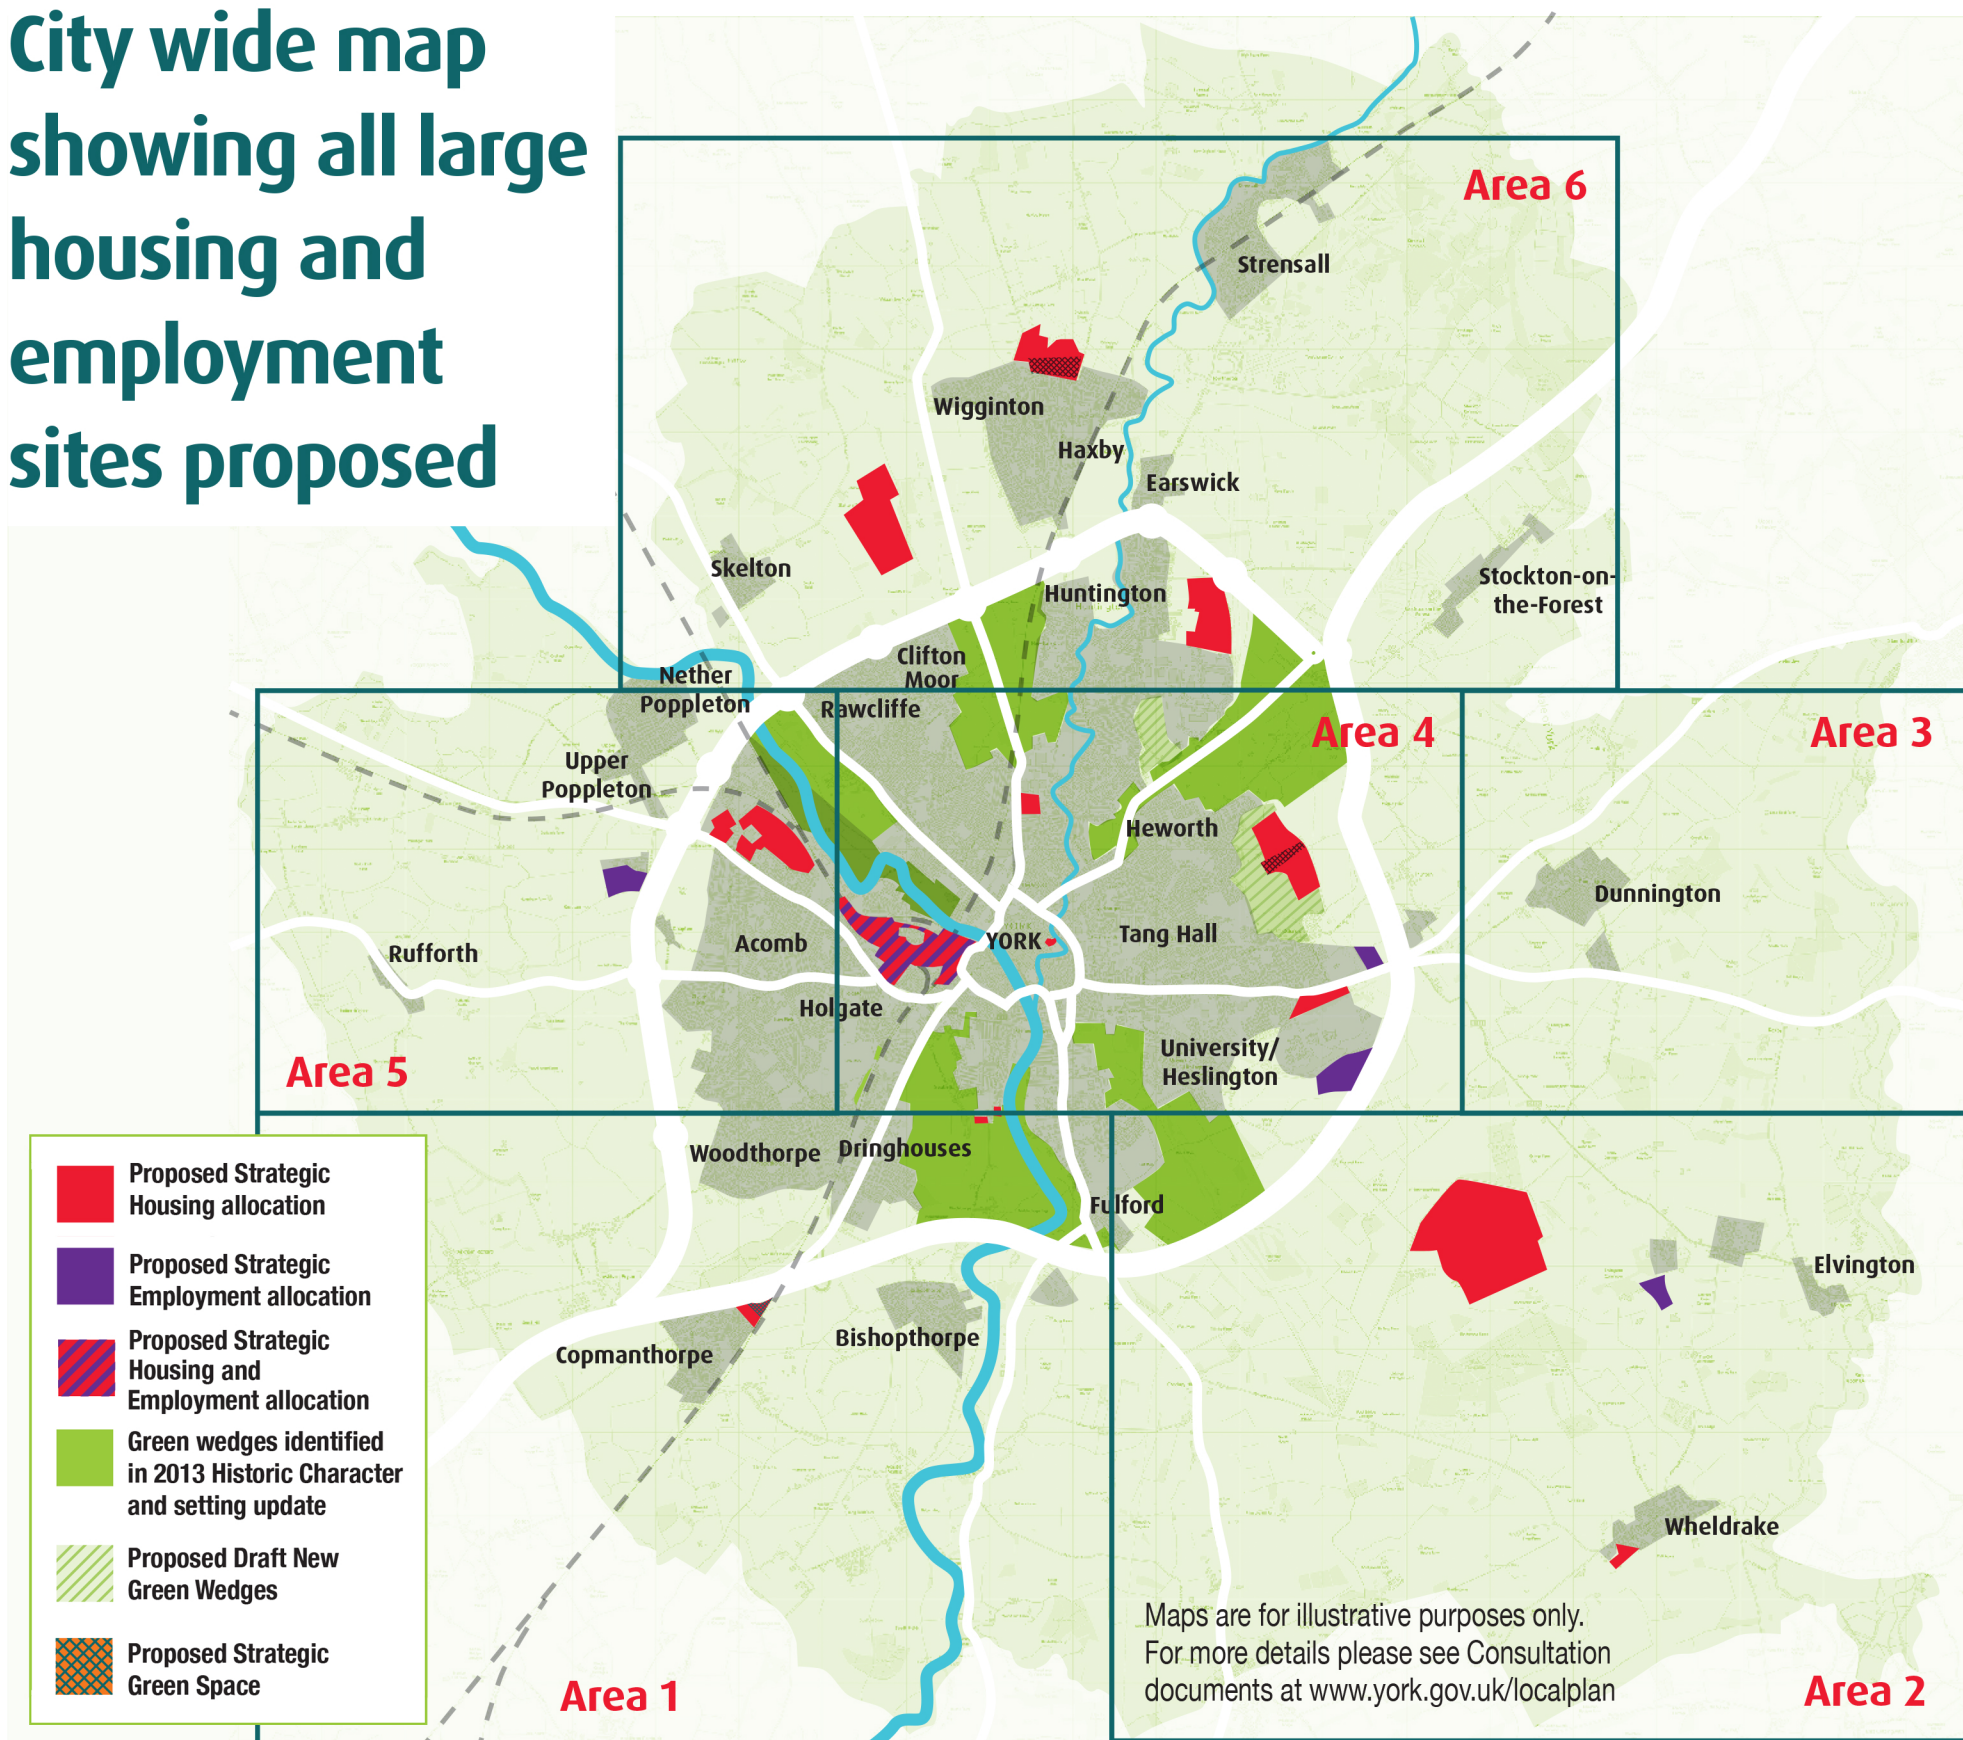 City wide map
showing all large
housing and
employment
sites proposed
Area 6
Strensall
Wigginton
Haxby
Earswick
Skelton
Stockton-on-
the-Forest
Huntington
Clifton
Moor
Nether
Poppleton
Rawcliffe
Area 4
Area 3
Upper
Poppleton
Heworth
Dunnington
Rufforth
Acomb
YORK
Tang Hall
Holgate
University/
Heslington
Area 5
Woodthorpe
Dringhouses
Fulford
Elvington
Copmanthorpe
Bishopthorpe
Wheldrake
Proposed Strategic
Housing allocation
Proposed Strategic
Employment allocation
Proposed Strategic
Housing and
Employment allocation
Green wedges identified
in 2013 Historic Character
and setting update
Proposed Draft New
Green Wedges
Proposed Strategic
Green Space
Maps are for illustrative purposes only.
For more details please see Consultation
documents at www.york.gov.uk/localplan
Area 1
Area 2